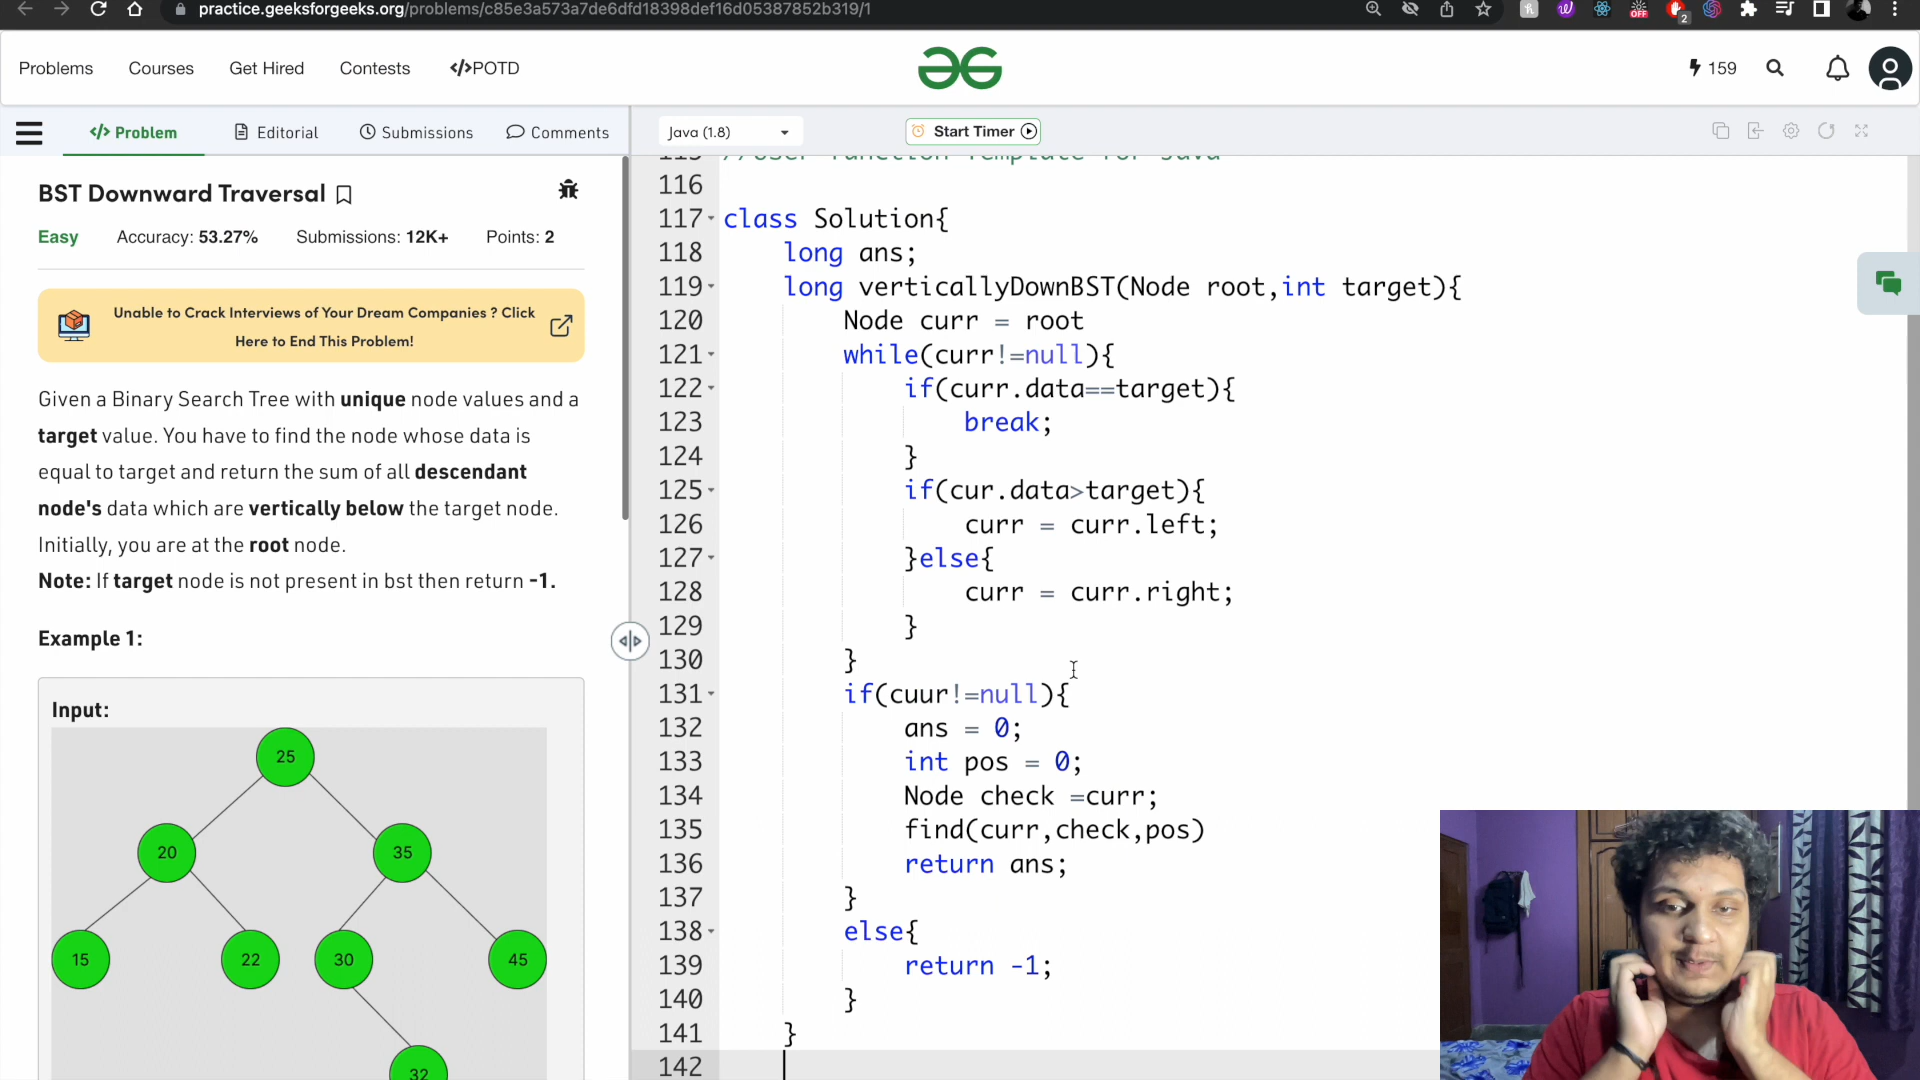 practice.geeksforgeeks.org/problems/c85e3a573a7de6dfd18398def16d05387852b319/1
2
Problems Courses Get Hired Contests </>POTD
159
</> Problem Editorial Submissions Comments
Java (1.8) Start Timer
BST Downward Traversal
Easy Accuracy: 53.27% Submissions: 12K+ Points: 2
Unable to Crack Interviews of Your Dream Companies ? Click
Here to End This Problem!
Given a Binary Search Tree with unique node values and a
target value. You have to find the node whose data is
equal to target and return the sum of all descendant
node's data which are vertically below the target node.
Initially, you are at the root node.
Note: If target node is not present in bst then return -1.
Example 1:
Input:
25
20 35
15 22 30 45
32
115 //User function Template for Java
116
117 class Solution{
118 long ans;
119 long verticallyDownBST(Node root,int target){
120 Node curr = root
121 while(curr!=null){
122 if(curr.data==target){
123 break;
124 }
125 if(cur.data>target){
126 curr = curr.left;
127 }else{
128 curr = curr.right;
129 }
130 }
131 if(cuur!=null){
132 ans = 0;
133 int pos = 0;
134 Node check =curr;
135 find(curr,check,pos)
136 return ans;
137 }
138 else{
139 return -1;
140 }
141 }
142